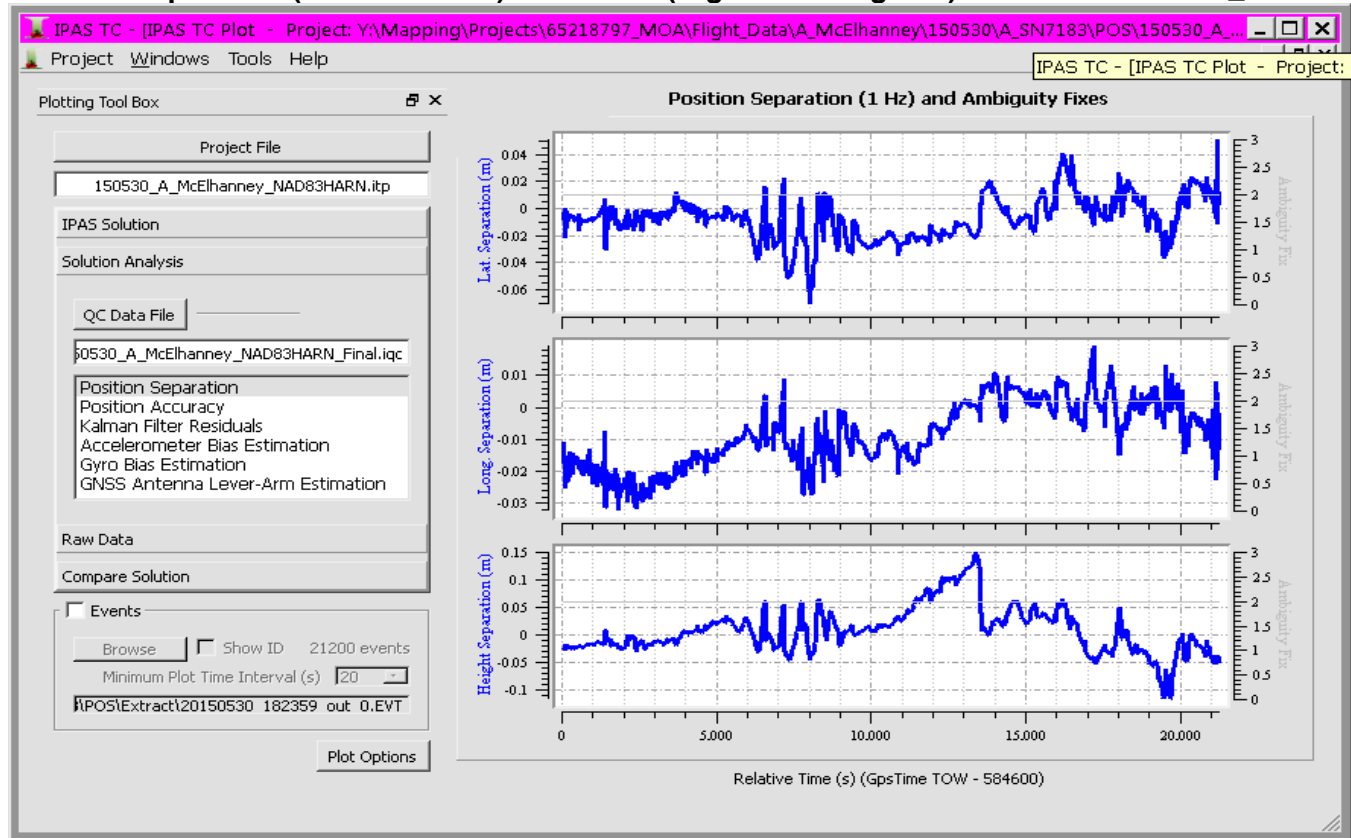 IPAS TC - [IPAS TC Plot - Project: Y:\Mapping\Projects\65218797_MOA\Flight_Data\A_McElhanney\150530\A_SN7183\POS\150530_A_...
Project Windows Tools Help
IPAS TC - [IPAS TC Plot - Project:
Plotting Tool Box
Project File
150530_A_McElhanney_NAD83HARN.itp
IPAS Solution
Solution Analysis
QC Data File
50530_A_McElhanney_NAD83HARN_Final.iqc
Position Separation
Position Accuracy
Kalman Filter Residuals
Accelerometer Bias Estimation
Gyro Bias Estimation
GNSS Antenna Lever-Arm Estimation
Raw Data
Compare Solution
Events
Browse Show ID 21200 events
Minimum Plot Time Interval (s) 20
\POS\Extract\20150530_182359_out_0.EVT
Plot Options
Position Separation (1 Hz) and Ambiguity Fixes
Lat. Separation (m)
0.04
0.02
0
-0.02
-0.04
-0.06
3
2.5
2
1.5
1
0.5
0
Ambiguity Fix
Long. Separation (m)
0.01
0
-0.01
-0.02
-0.03
3
2.5
2
1.5
1
0.5
0
Ambiguity Fix
Height Separation (m)
0.15
0.1
0.05
0
-0.05
-0.1
3
2.5
2
1.5
1
0.5
0
Ambiguity Fix
0 5.000 10.000 15.000 20.000
Relative Time (s) (GpsTime TOW - 584600)